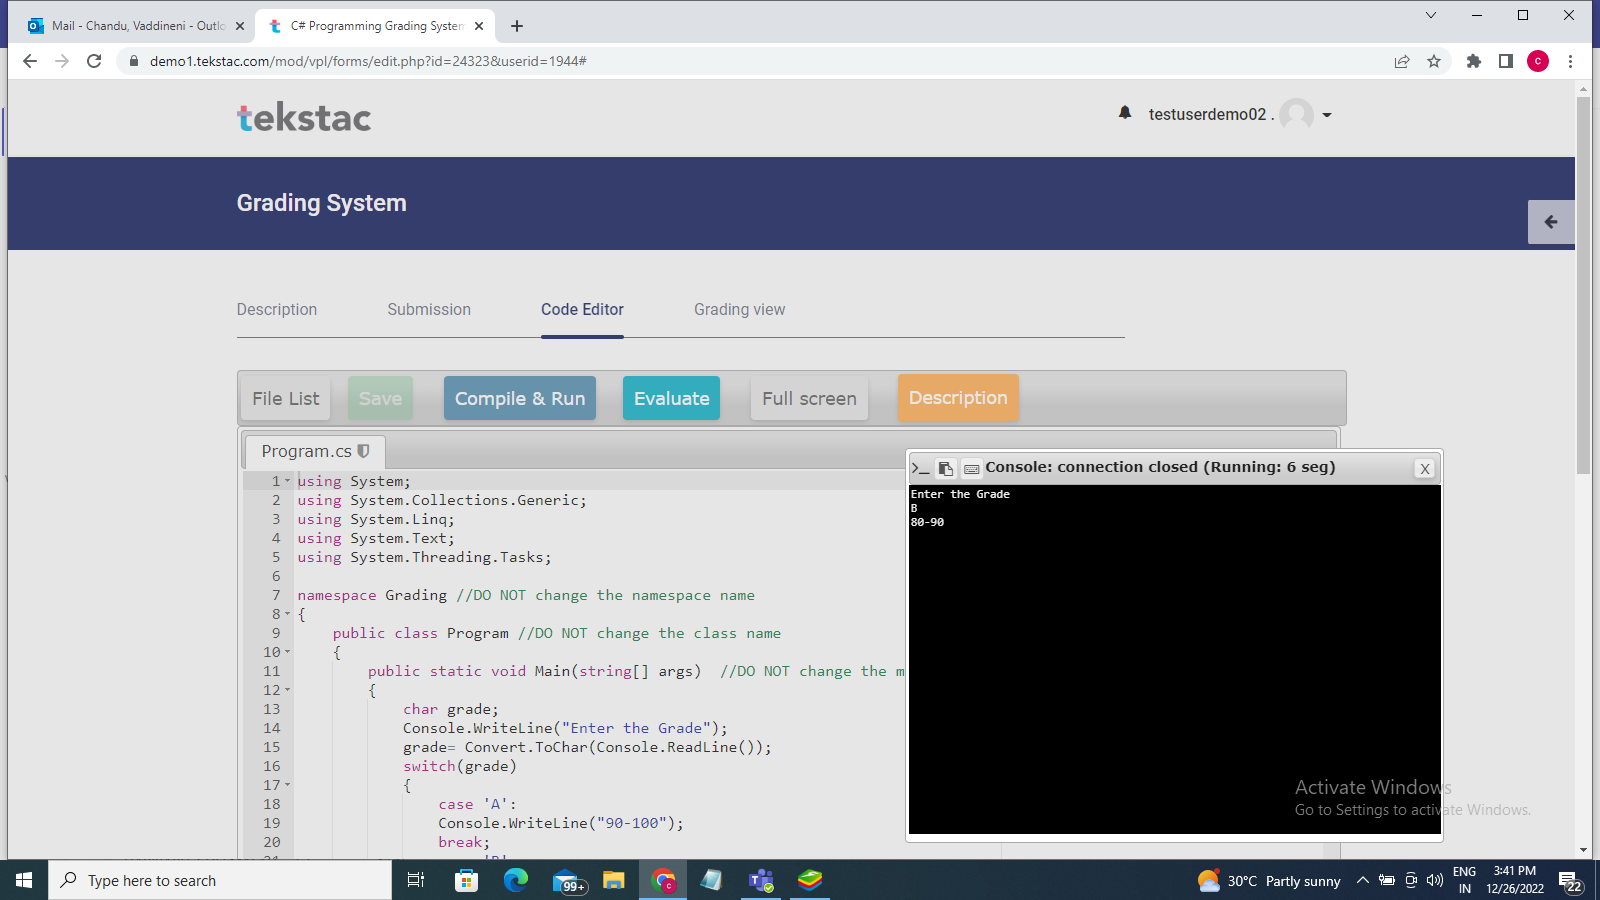 Mail - Chandu, Vaddineni - Outlo
C# Programming Grading System
demo1.tekstac.com/mod/vpl/forms/edit.php?id=24323&userid=1944#
C
tekstac
testuserdemo02 .
Grading System
Description
Submission
Code Editor
Grading view
File List
Save
Compile & Run
Evaluate
Full screen
Description
Program.cs
1 using System;
2 using System.Collections.Generic;
3 using System.Linq;
4 using System.Text;
5 using System.Threading.Tasks;
6
7 namespace Grading //DO NOT change the namespace name
8 {
9 public class Program //DO NOT change the class name
10 {
11 public static void Main(string[] args) //DO NOT change the m
12 {
13 char grade;
14 Console.WriteLine("Enter the Grade");
15 grade= Convert.ToChar(Console.ReadLine());
16 switch(grade)
17 {
18 case 'A':
19 Console.WriteLine("90-100");
20 break;
Console: connection closed (Running: 6 seg)
X
Enter the Grade
B
80-90
Activate Windows
Go to Settings to activate Windows.
Type here to search
99+
C
30°C Partly sunny
ENG
IN
3:41 PM
12/26/2022
22